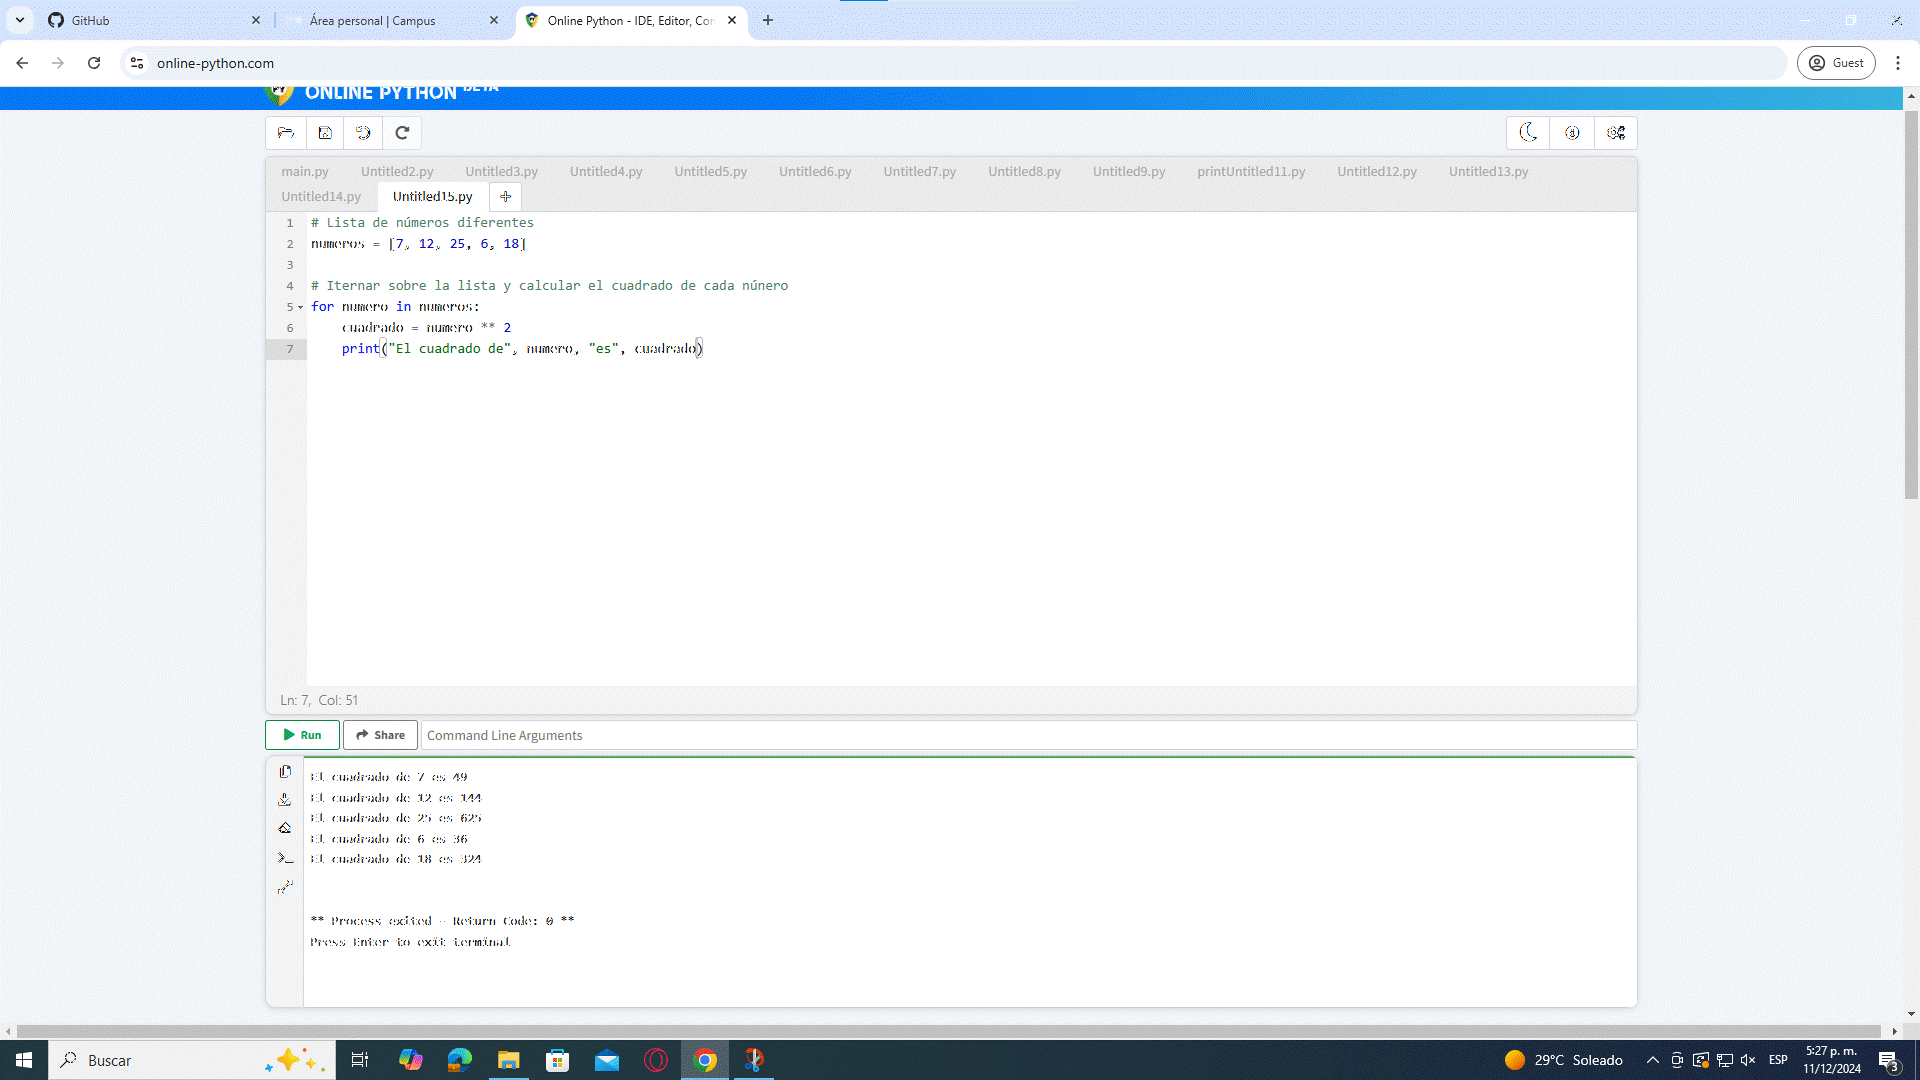 GitHub
Área personal | Campus
Online Python - IDE, Editor, Con
online-python.com
Guest
ONLINE PYTHON BETA
main.py Untitled2.py Untitled3.py Untitled4.py Untitled5.py Untitled6.py Untitled7.py Untitled8.py Untitled9.py printUntitled11.py Untitled12.py Untitled13.py
Untitled14.py Untitled15.py
1 # Lista de números diferentes
2 numeros = [7, 12, 25, 6, 18]
3
4 # Iternar sobre la lista y calcular el cuadrado de cada núnero
5 for numero in numeros:
6 cuadrado = numero ** 2
7 print("El cuadrado de", numero, "es", cuadrado)
Ln: 7, Col: 51
Run Share Command Line Arguments
El cuadrado de 7 es 49
El cuadrado de 12 es 144
El cuadrado de 25 es 625
El cuadrado de 6 es 36
El cuadrado de 18 es 324
** Process exited - Return Code: 0 **
Press Enter to exit terminal
Buscar
29°C Soleado
ESP
5:27 p. m.
11/12/2024
3